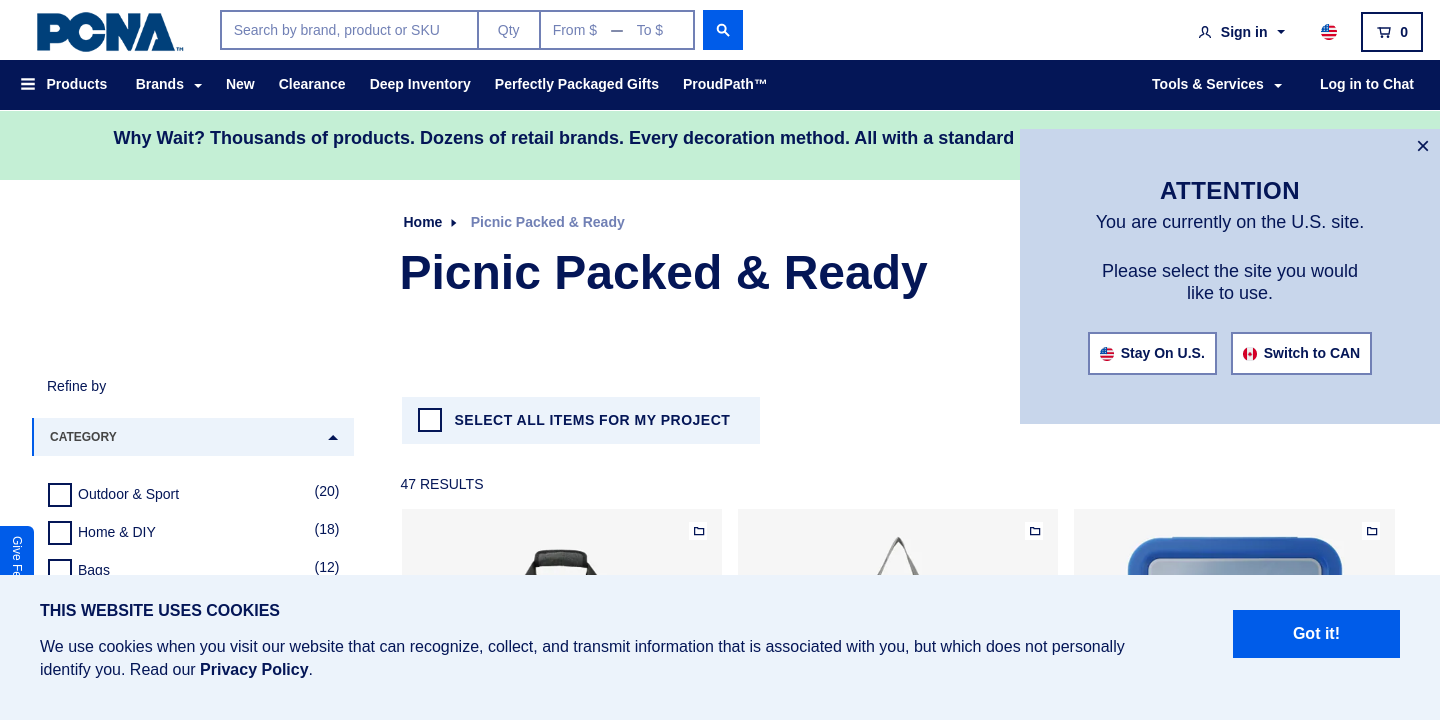 PCNA™
Search by brand, product or SKU
Qty
From $ — To $
Sign in
0
Products
Brands
New
Clearance
Deep Inventory
Perfectly Packaged Gifts
ProudPath™
Tools & Services
Log in to Chat
Why Wait? Thousands of products. Dozens of retail brands. Every decoration method. All with a standard
×
ATTENTION
You are currently on the U.S. site.
Please select the site you would
like to use.
Stay On U.S.
Switch to CAN
Home
Picnic Packed & Ready
Picnic Packed & Ready
Refine by
CATEGORY
SELECT ALL ITEMS FOR MY PROJECT
47 RESULTS
Outdoor & Sport (20)
Home & DIY (18)
Bags (12)
Give
THIS WEBSITE USES COOKIES
We use cookies when you visit our website that can recognize, collect, and transmit information that is associated with you, but which does not personally
identify you. Read our Privacy Policy.
Got it!